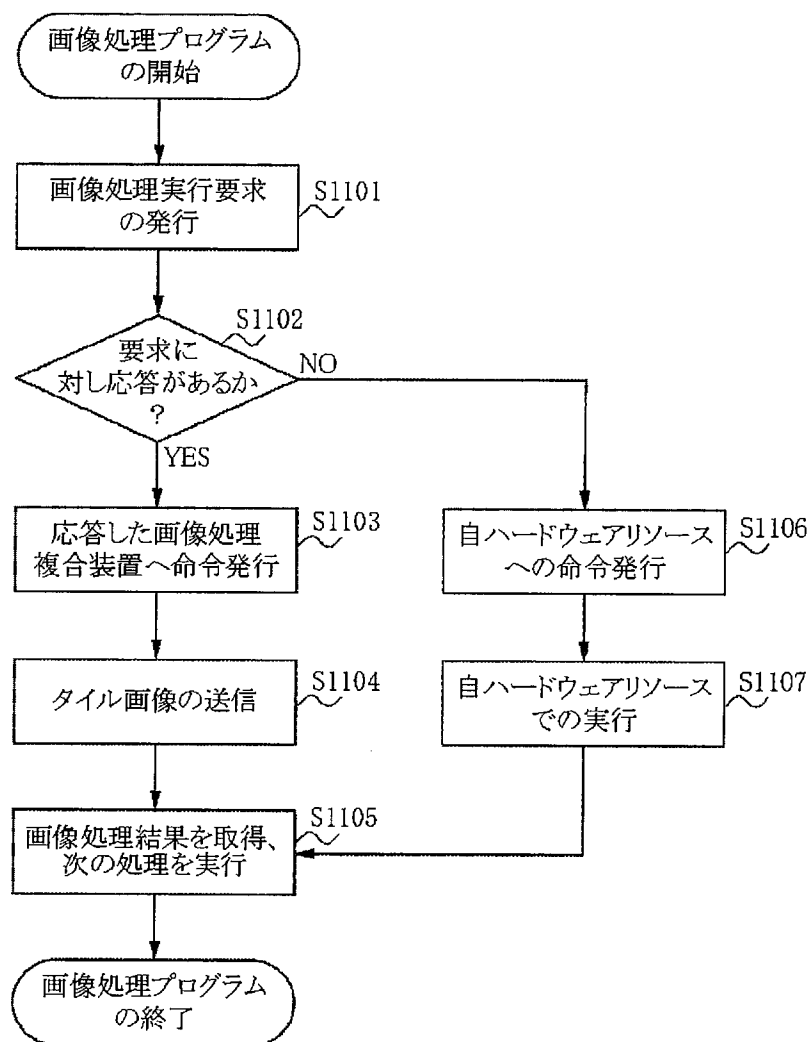 画像処理プログラム
の開始
画像処理実行要求
の発行
S1101
S1102
要求に
対し応答があるか
?
NO
YES
応答した画像処理
複合装置へ命令発行
S1103
自ハードウェアリソース
への命令発行
S1106
タイル画像の送信
S1104
自ハードウェアリソース
での実行
S1107
画像処理結果を取得、
次の処理を実行
S1105
画像処理プログラム
の終了